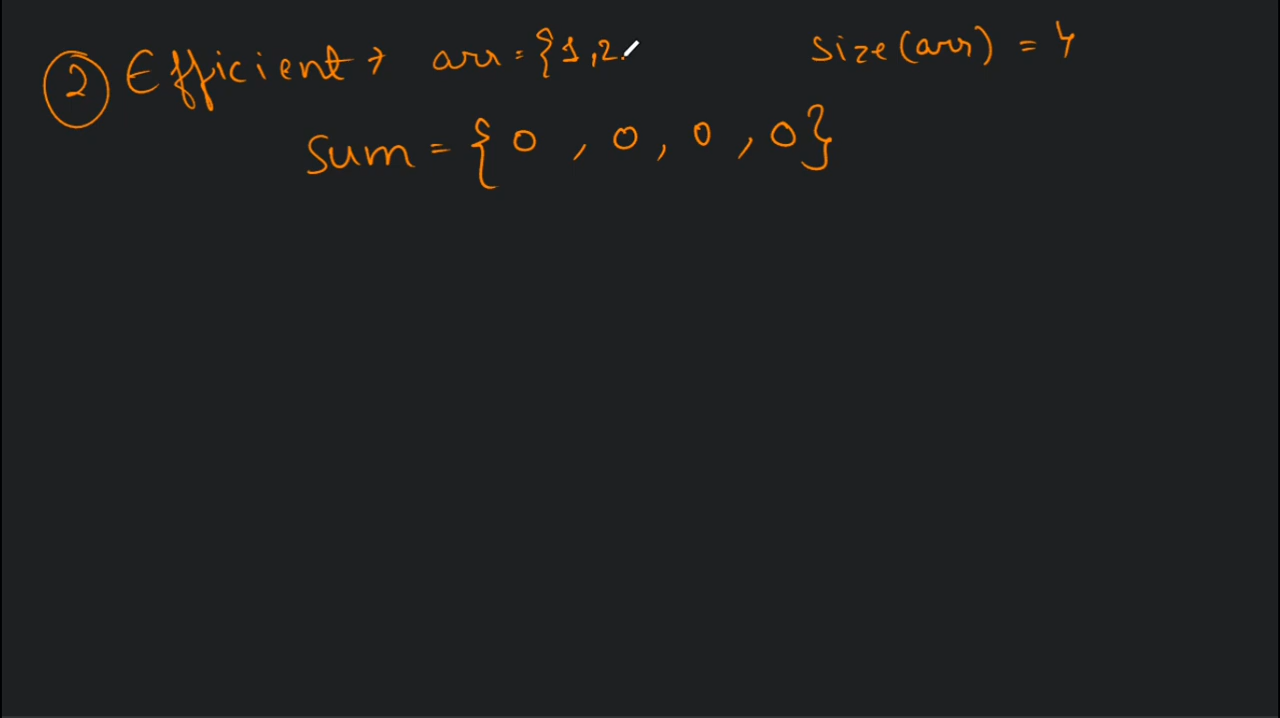 2 Efficient → arr = {1,2. size(arr) = 4
Sum = {0, 0, 0, 0}